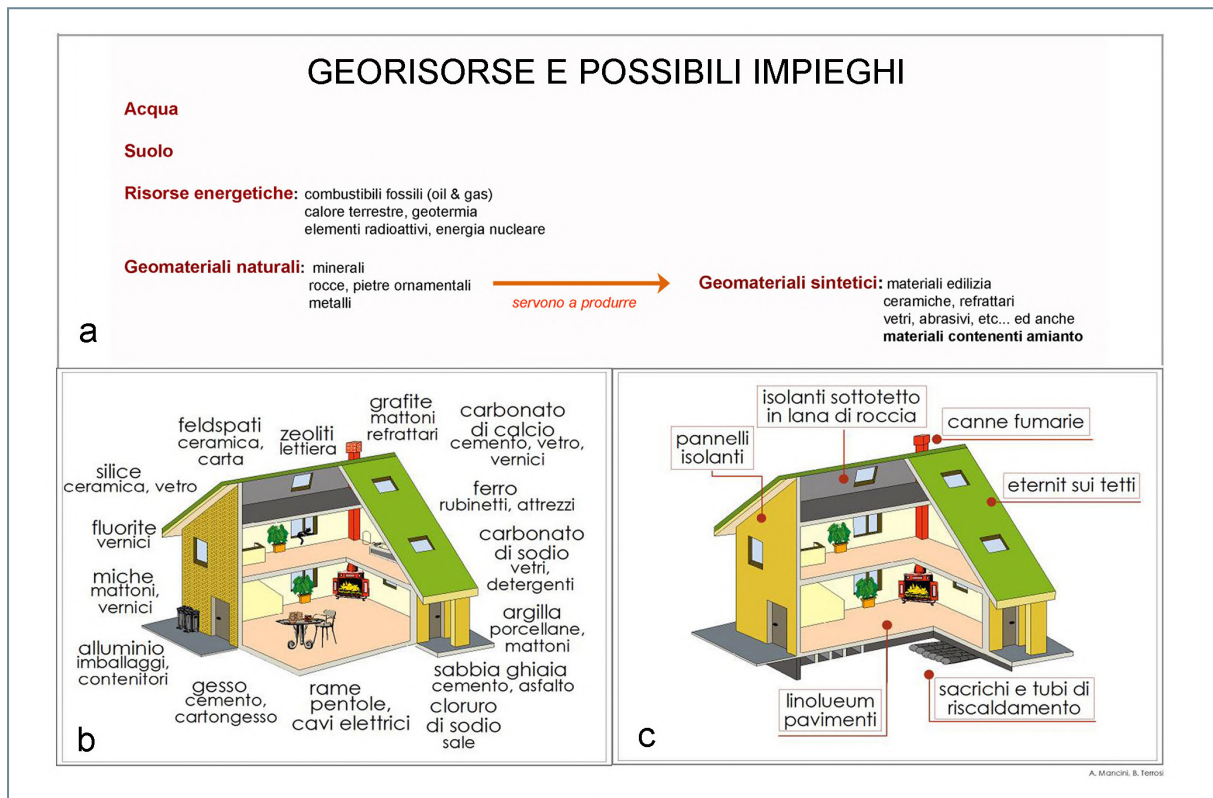 GEORISORSE E POSSIBILI IMPIEGHI
Acqua
Suolo
Risorse energetiche: combustibili fossili (oil & gas)
calore terrestre, geotermia
elementi radioattivi, energia nucleare
Geomateriali naturali: minerali
rocce, pietre ornamentali
metalli
servono a produrre
Geomateriali sintetici: materiali edilizia
ceramiche, refrattari
vetri, abrasivi, etc... ed anche
materiali contenenti amianto
a
feldspati
ceramica,
carta
zeoliti
lettiera
grafite
mattoni
refrattari
carbonato
di calcio
cemento, vetro,
vernici
silice
ceramica, vetro
ferro
rubinetti, attrezzi
fluorite
vernici
carbonato
di sodio
vetri,
detergenti
miche
mattoni,
vernici
argilla
porcellane,
mattoni
alluminio
imballaggi,
contenitori
sabbia ghiaia
cemento, asfalto
gesso
cemento,
cartongesso
rame
pentole,
cavi elettrici
cloruro
di sodio
sale
b
isolanti sottotetto
in lana di roccia
canne fumarie
pannelli
isolanti
eternit sui tetti
linolueum
pavimenti
sacrichi e tubi di
riscaldamento
c
A. Mancini, B. Terrosi